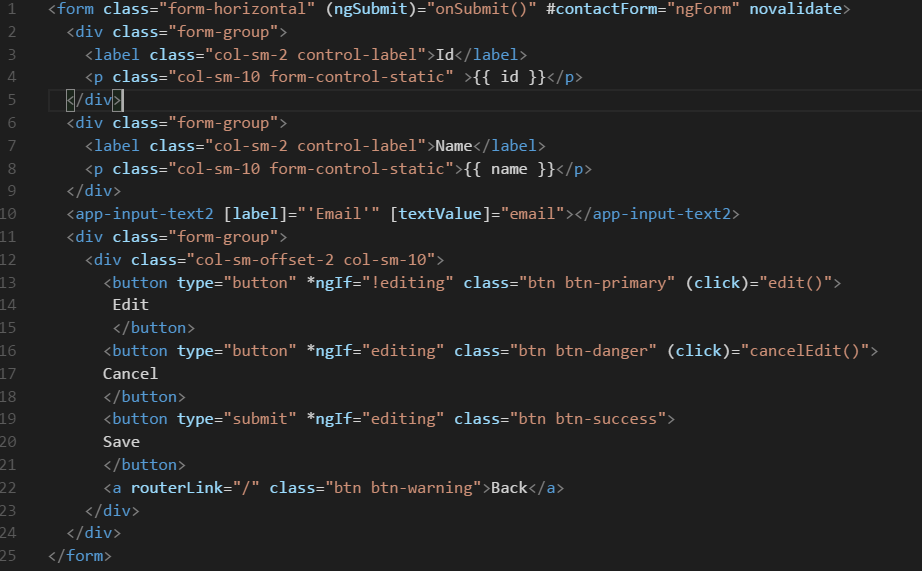 1 <form class="form-horizontal" (ngSubmit)="onSubmit()" #contactForm="ngForm" novalidate>
2 <div class="form-group">
3 <label class="col-sm-2 control-label">Id</label>
4 <p class="col-sm-10 form-control-static" >{{ id }}</p>
5 </div>
6 <div class="form-group">
7 <label class="col-sm-2 control-label">Name</label>
8 <p class="col-sm-10 form-control-static">{{ name }}</p>
9 </div>
10 <app-input-text2 [label]="'Email'" [textValue]="email"></app-input-text2>
11 <div class="form-group">
12 <div class="col-sm-offset-2 col-sm-10">
13 <button type="button" *ngIf="!editing" class="btn btn-primary" (click)="edit()">
14 Edit
15 </button>
16 <button type="button" *ngIf="editing" class="btn btn-danger" (click)="cancelEdit()">
17 Cancel
18 </button>
19 <button type="submit" *ngIf="editing" class="btn btn-success">
20 Save
21 </button>
22 <a routerLink="/" class="btn btn-warning">Back</a>
23 </div>
24 </div>
25 </form>